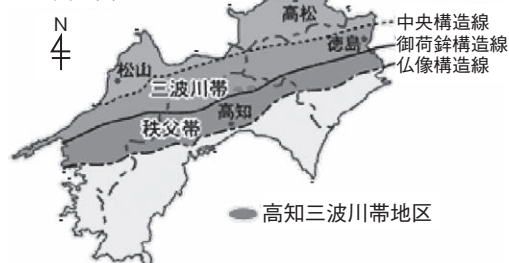 高松
中央構造線
N
徳島
御荷鉾構造線
仏像構造線
松山
三波川帯
高知
秩父帯
高知三波川帯地区